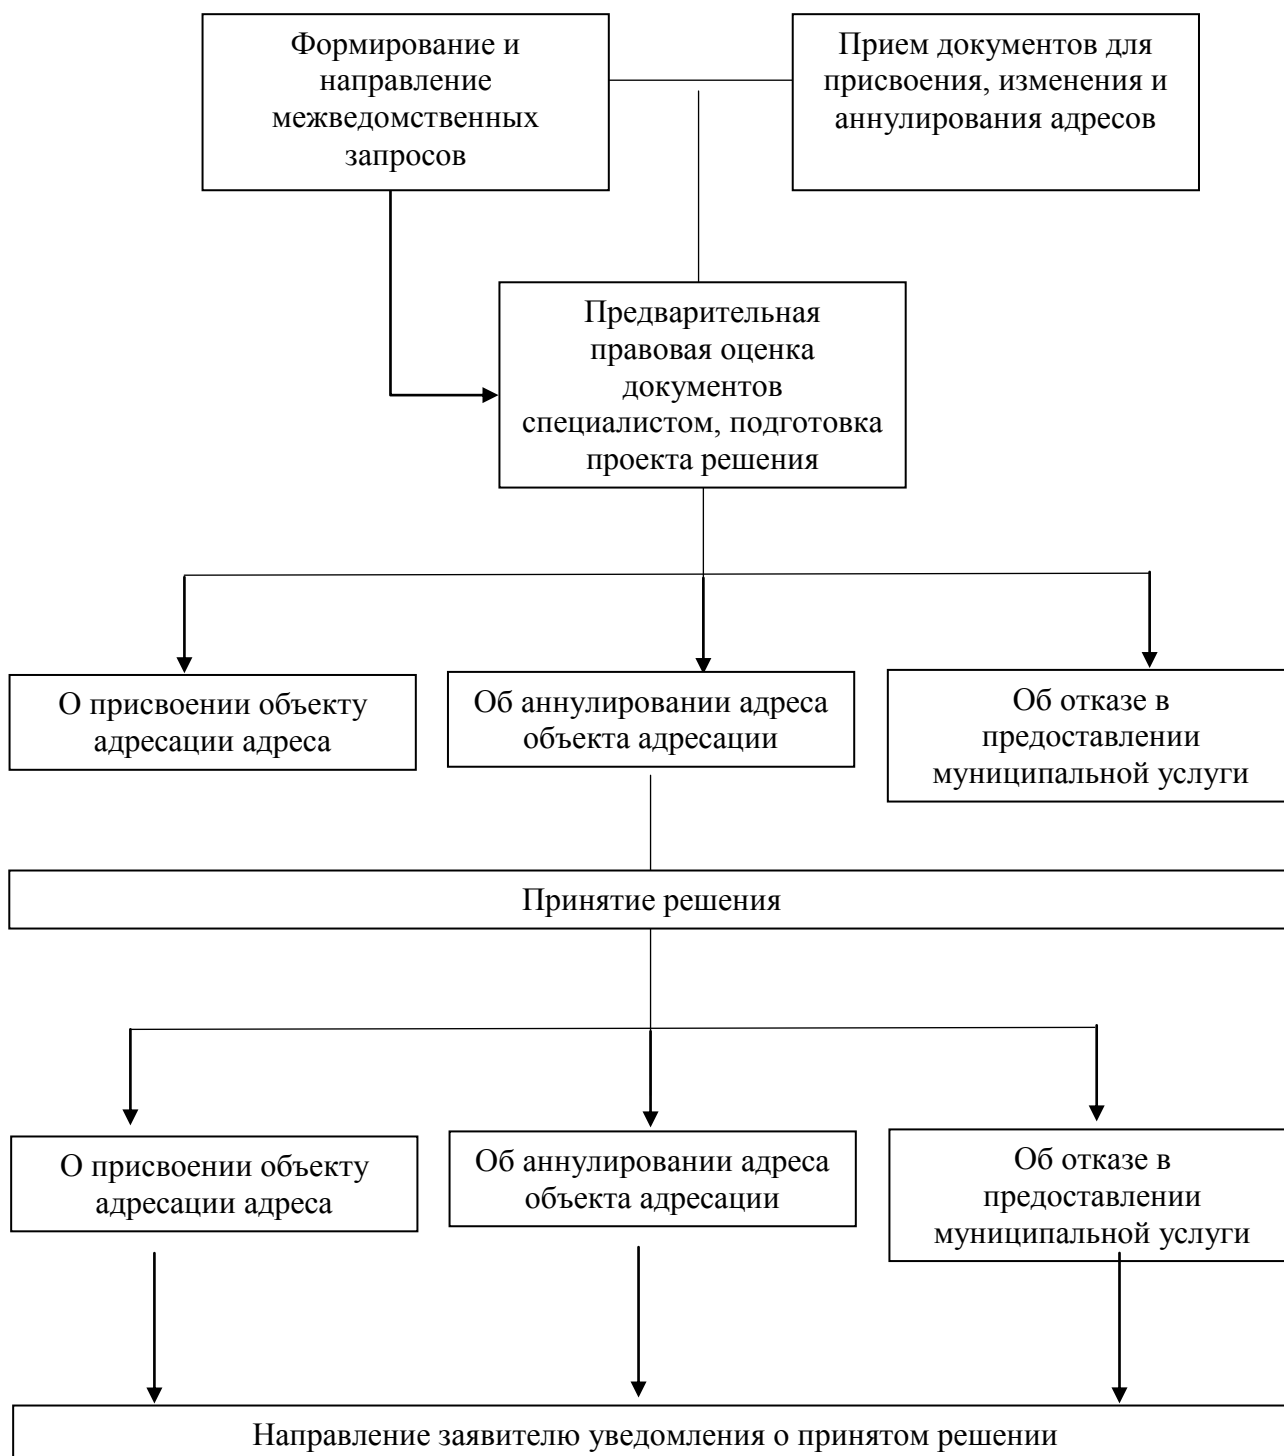 Формирование и
направление
межведомственных
запросов
Прием документов для
присвоения, изменения и
аннулирования адресов
Предварительная
правовая оценка
документов
специалистом, подготовка
проекта решения
О присвоении объекту
адресации адреса
Об аннулировании адреса
объекта адресации
Об отказе в
предоставлении
муниципальной услуги
Принятие решения
О присвоении объекту
адресации адреса
Об аннулировании адреса
объекта адресации
Об отказе в
предоставлении
муниципальной услуги
Направление заявителю уведомления о принятом решении